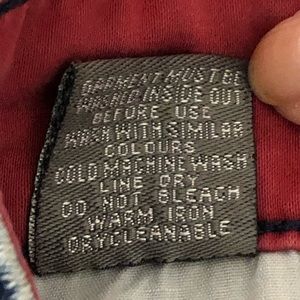 GARMENT MUST BE
WASHED INSIDE OUT
BEFORE USE
WASH WITH SIMILAR
COLOURS
COLD MACHINE WASH
LINE DRY
DO NOT BLEACH
WARM IRON
DRYCLEANABLE